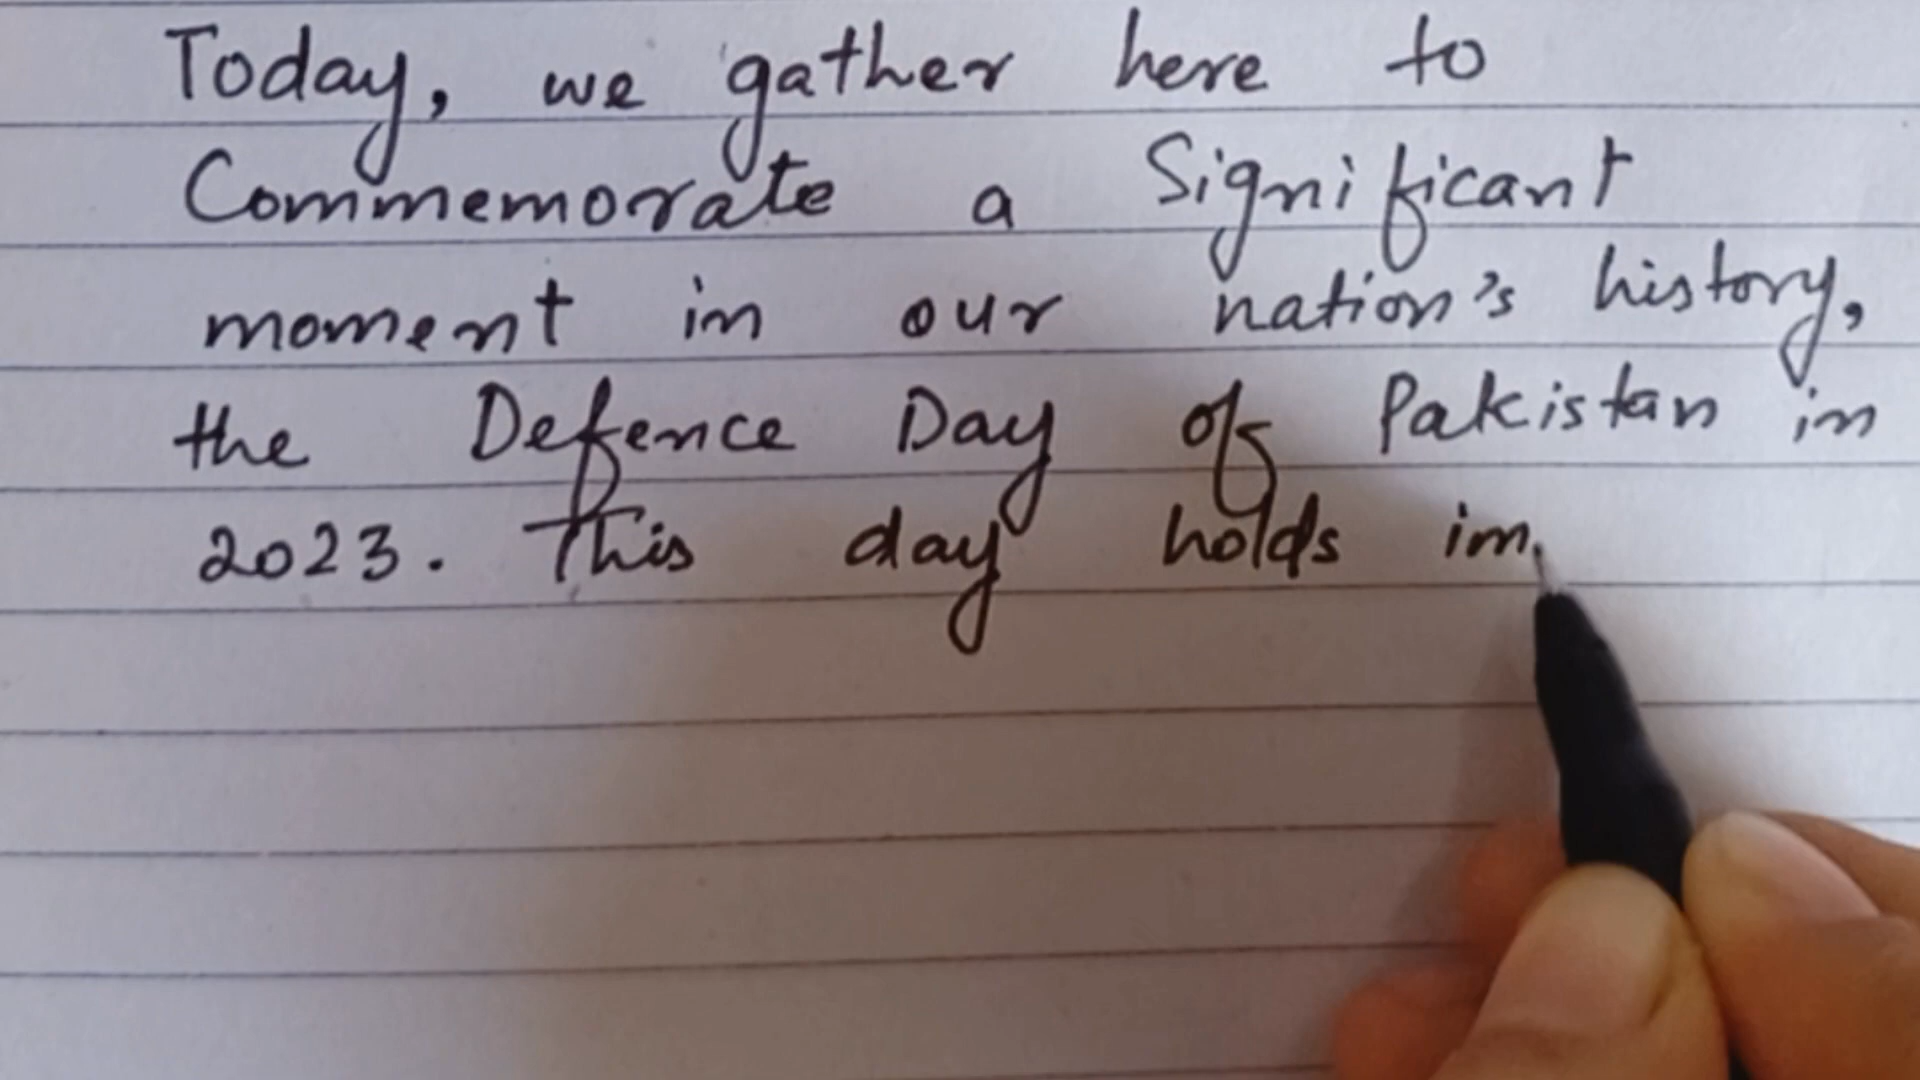 Today, we gather here to
Commemorate a Significant
moment in our nation's history,
the Defence Day of Pakistan in
2023. This day holds im